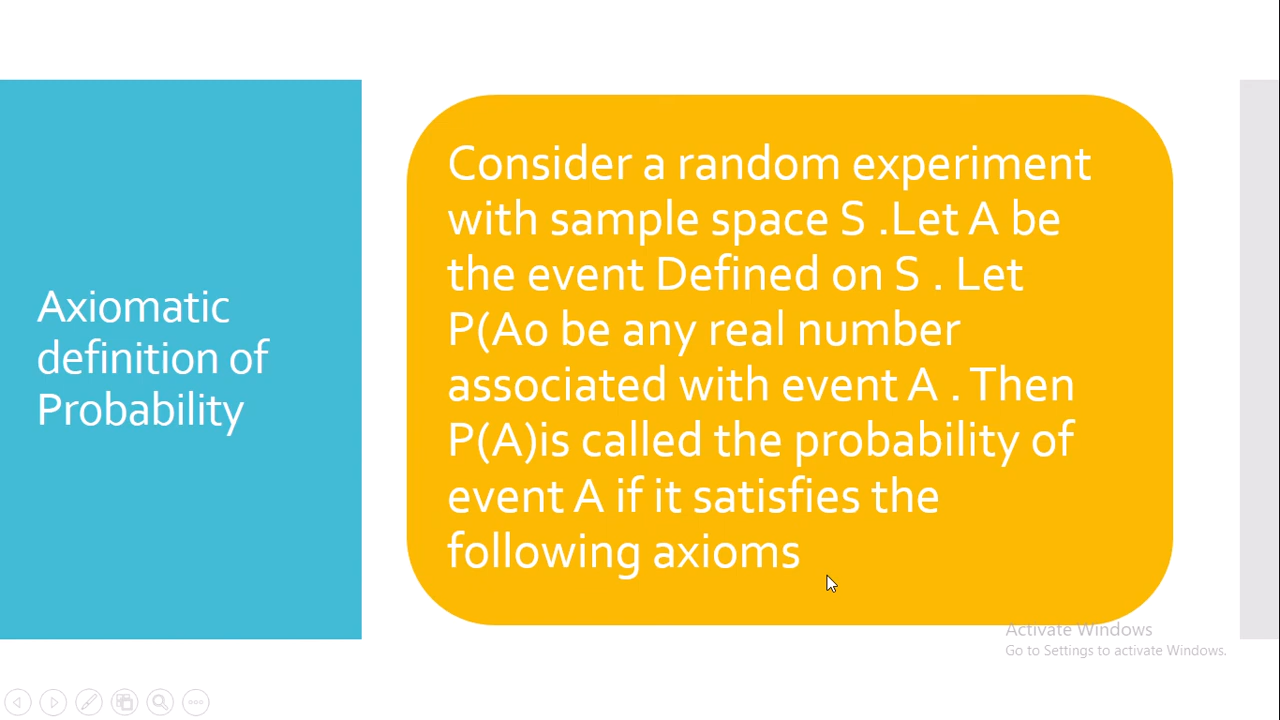 Axiomatic
definition of
Probability
Consider a random experiment
with sample space S .Let A be
the event Defined on S . Let
P(Ao be any real number
associated with event A . Then
P(A)is called the probability of
event A if it satisfies the
following axioms
Activate Windows
Go to Settings to activate Windows.